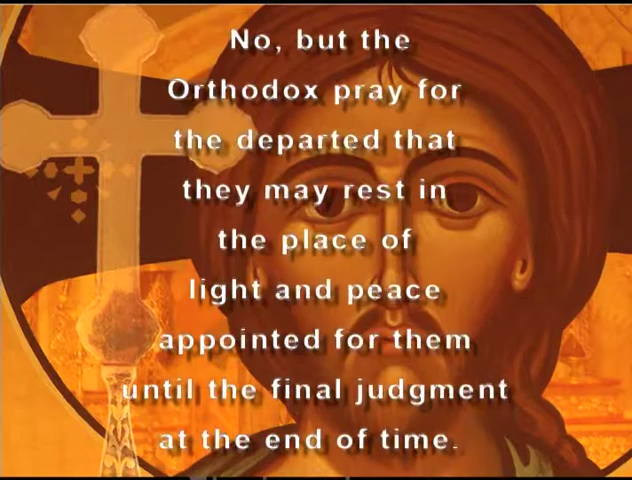 No, but the
Orthodox pray for
the departed that
they may rest in
the place of
light and peace
appointed for them
until the final judgment
at the end of time.